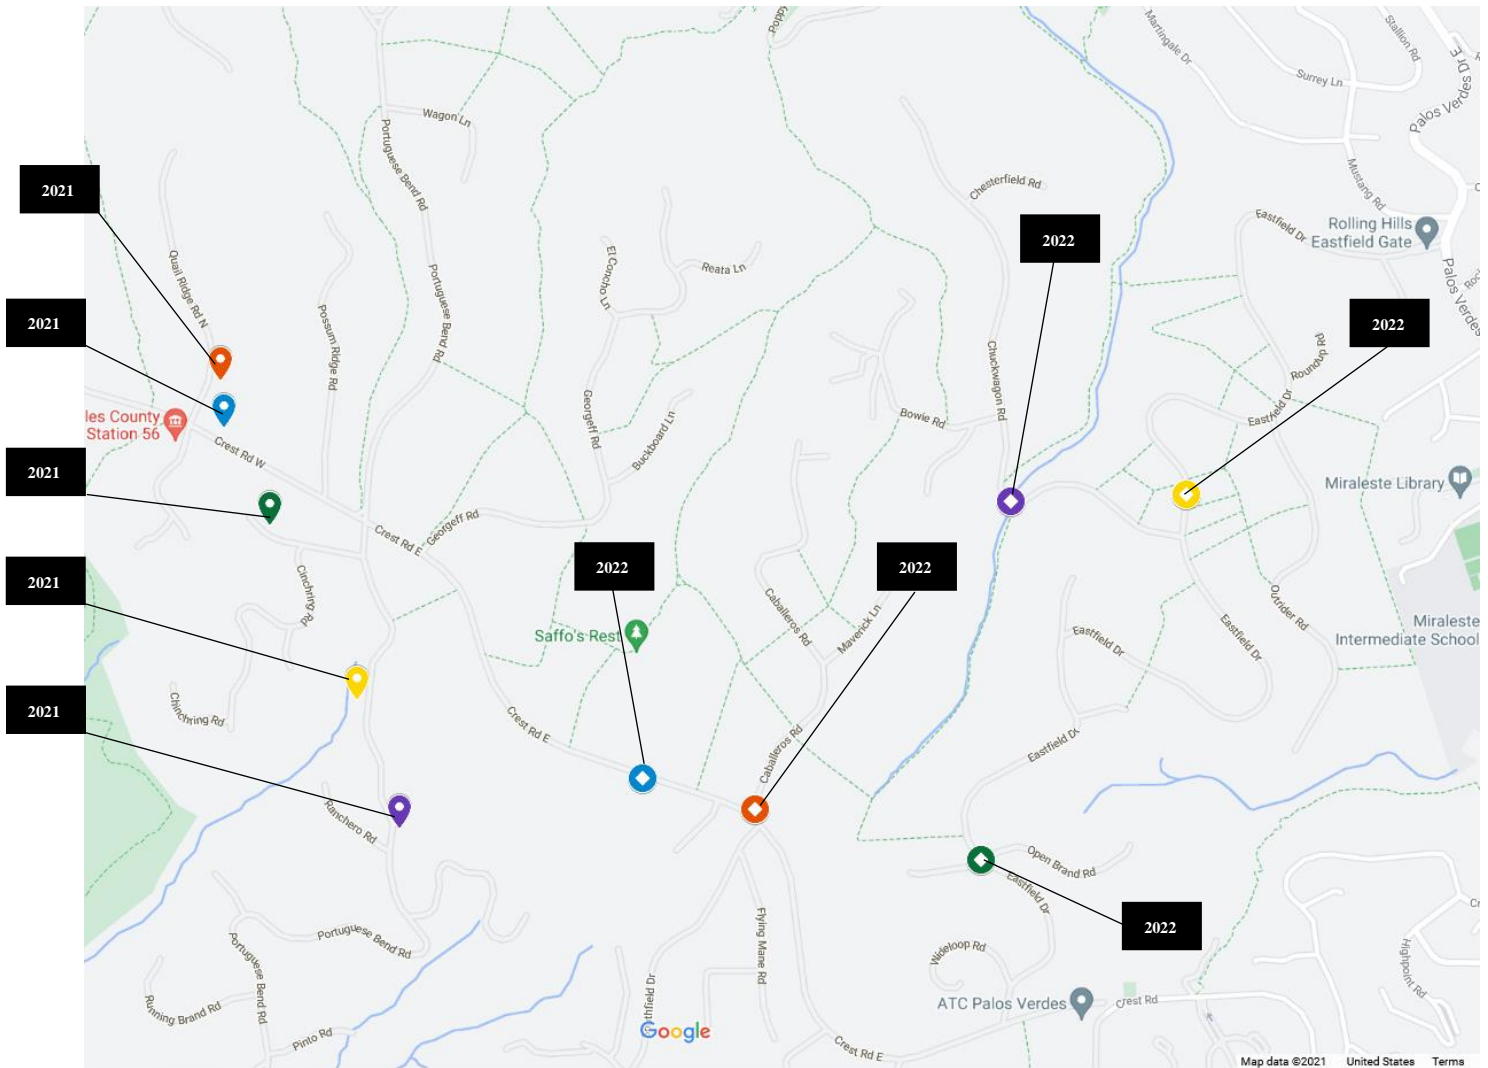 Poppy
Martingale Dr
Stallion Rd
Surrey Ln
Palos Verdes Dr E
Wagon Ln
Portuguese Bend Rd
Mustang Rd
Chesterfield Rd
2021
2022
Eastfield Dr
Rolling Hills
Eastfield Gate
Quail Ridge Rd N
Possum Ridge Rd
Portuguese Bend Rd
El Concho Ln
Reata Ln
Palos Verdes
2021
2022
Chuckwagon Rd
Roundup Rd
Eastfield Dr
les County
Station 56
Crest Rd W
Georgeff Rd
Buckboard Ln
Bowie Rd
2021
Miraleste Library
Crest Rd E
Georgeff Rd
2021
Cinchring Rd
2022
2022
Caballeros Rd
Maverick Ln
Outrider Rd
Saffo's Rest
Eastfield Dr
Eastfield Dr
Miraleste
Intermediate School
2021
Chinchring Rd
Crest Rd E
Caballeros Rd
Eastfield Dr
Ranchero Rd
Open Brand Rd
Eastfield Dr
2022
Portuguese Bend Rd
Portuguese Bend Rd
Flying Mane Rd
Wideloop Rd
Highpoint Rd
Running Brand Rd
Pinto Rd
thfield Dr
Google
ATC Palos Verdes
Crest Rd
Crest Rd E
Map data ©2021 United States Terms